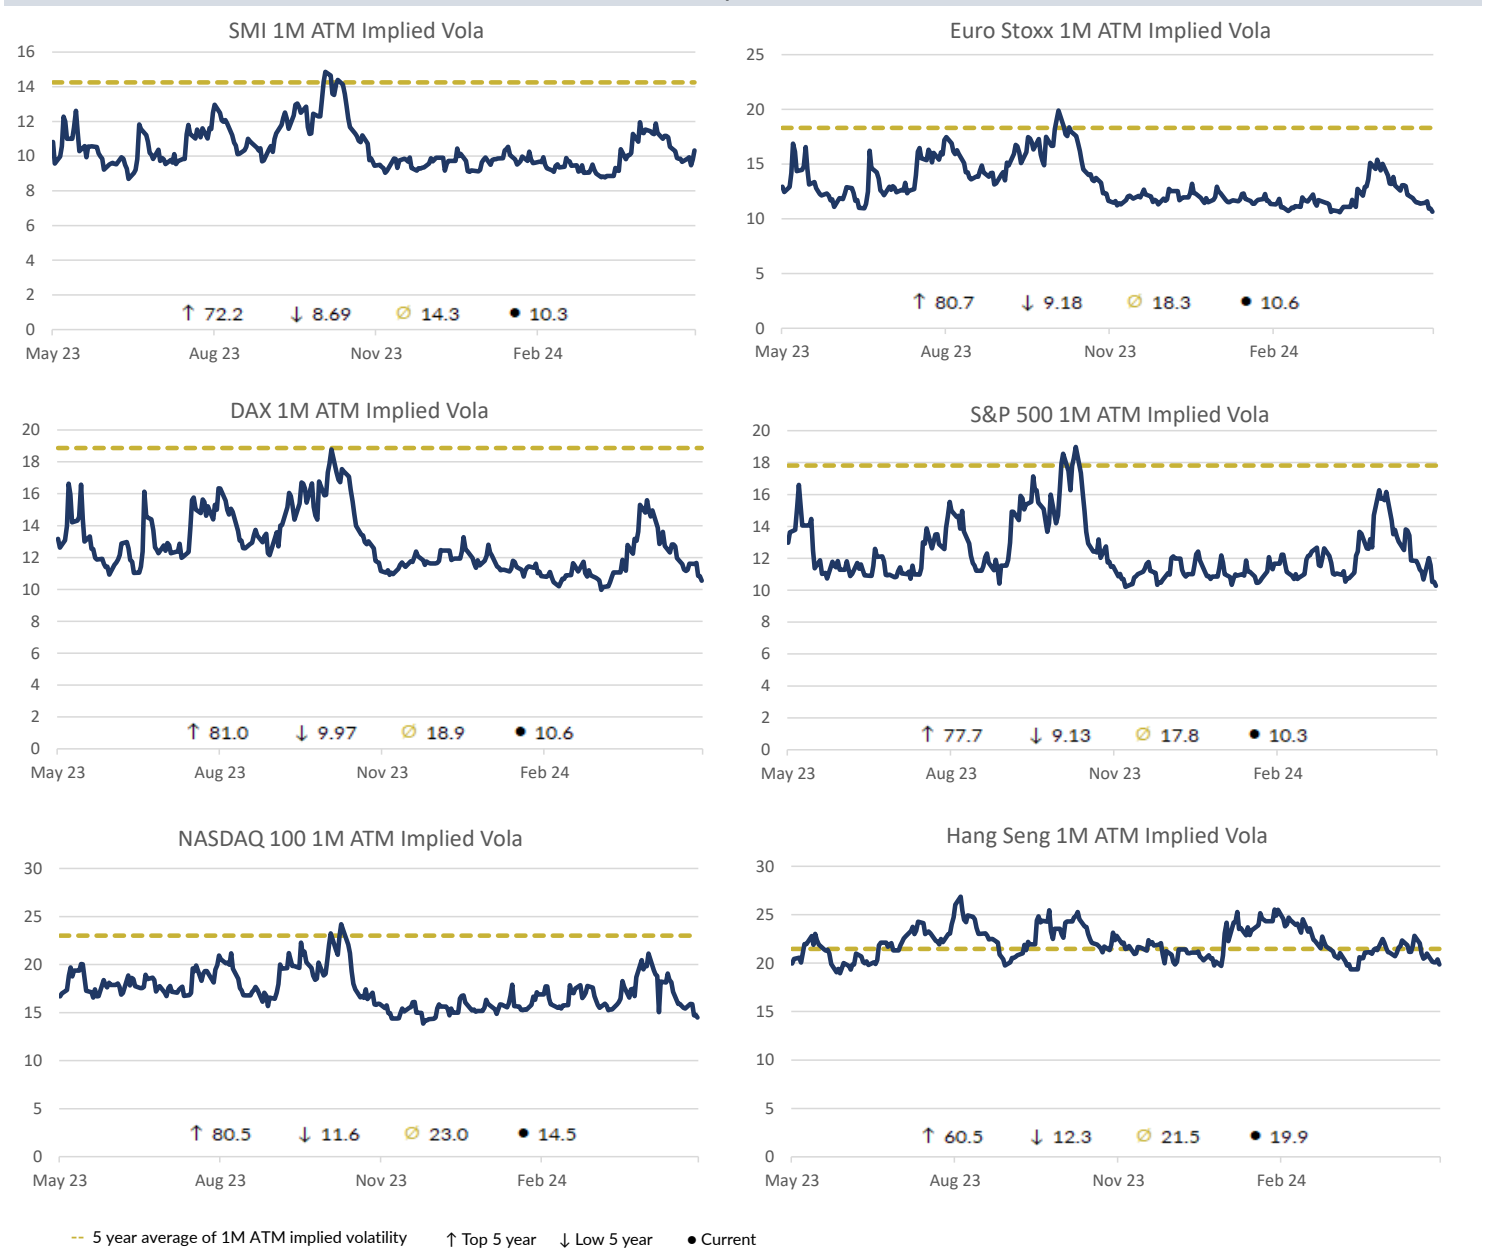 SMI 1M ATM Implied Vola
16
14
12
10
8
6
4
2
0
↑ 72.2 ↓ 8.69 ∅ 14.3 ● 10.3
May 23 Aug 23 Nov 23 Feb 24
Euro Stoxx 1M ATM Implied Vola
25
20
15
10
5
0
↑ 80.7 ↓ 9.18 ∅ 18.3 ● 10.6
May 23 Aug 23 Nov 23 Feb 24
DAX 1M ATM Implied Vola
20
18
16
14
12
10
8
6
4
2
0
↑ 81.0 ↓ 9.97 ∅ 18.9 ● 10.6
May 23 Aug 23 Nov 23 Feb 24
S&P 500 1M ATM Implied Vola
20
18
16
14
12
10
8
6
4
2
0
↑ 77.7 ↓ 9.13 ∅ 17.8 ● 10.3
May 23 Aug 23 Nov 23 Feb 24
NASDAQ 100 1M ATM Implied Vola
30
25
20
15
10
5
0
↑ 80.5 ↓ 11.6 ∅ 23.0 ● 14.5
May 23 Aug 23 Nov 23 Feb 24
Hang Seng 1M ATM Implied Vola
30
25
20
15
10
5
0
↑ 60.5 ↓ 12.3 ∅ 21.5 ● 19.9
May 23 Aug 23 Nov 23 Feb 24
-- 5 year average of 1M ATM implied volatility ↑ Top 5 year ↓ Low 5 year ● Current